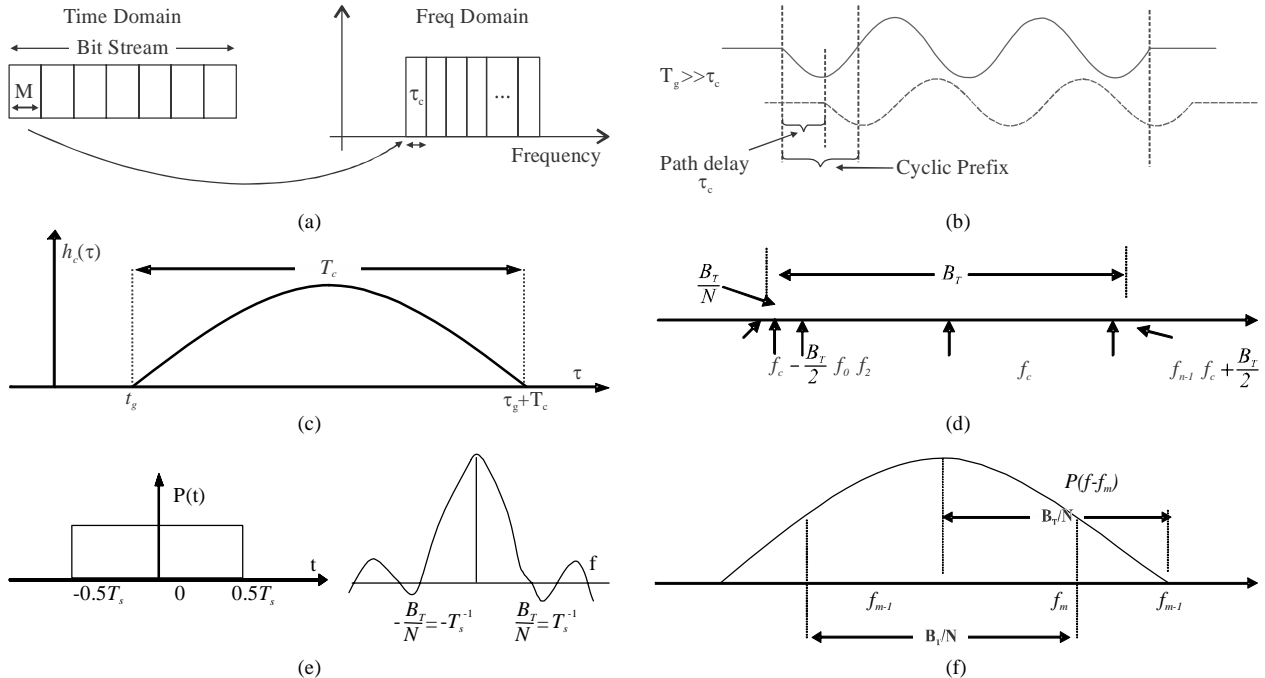 Time Domain
Bit Stream
M
Freq Domain
τc
...
Frequency
(a)
Tg>>τc
Path delay
τc
Cyclic Prefix
(b)
hc(τ)
Tc
τ
tg
τg+Tc
(c)
BT
N
BT
fc - BT/2 f0 f2
fc
fn-1 fc + BT/2
(d)
P(t)
t
-0.5Ts
0
0.5Ts
f
-BT/N = -Ts-1
BT/N = Ts-1
(e)
P(f-fm)
BT/N
fm-1
fm
fm-1
B1/N
(f)